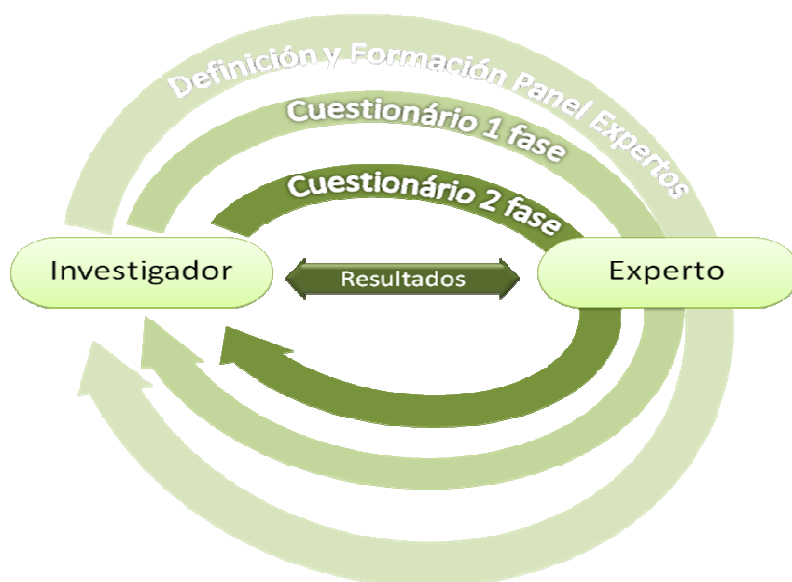 Definición y Formación Panel Expertos
Cuestionário 1 fase
Cuestionário 2 fase
Investigador
Resultados
Experto